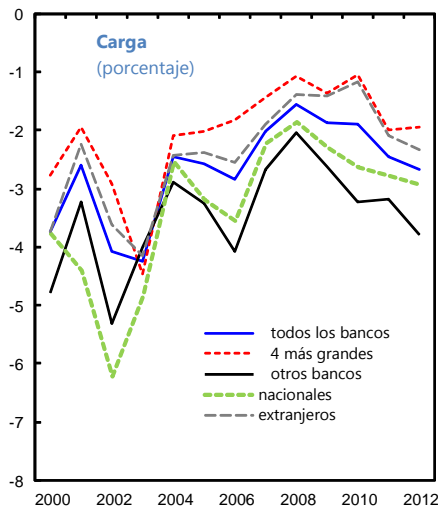 Carga
(porcentaje)
0
-1
-2
-3
-4
-5
-6
-7
-8
todos los bancos
4 más grandes
otros bancos
nacionales
extranjeros
2000 2002 2004 2006 2008 2010 2012